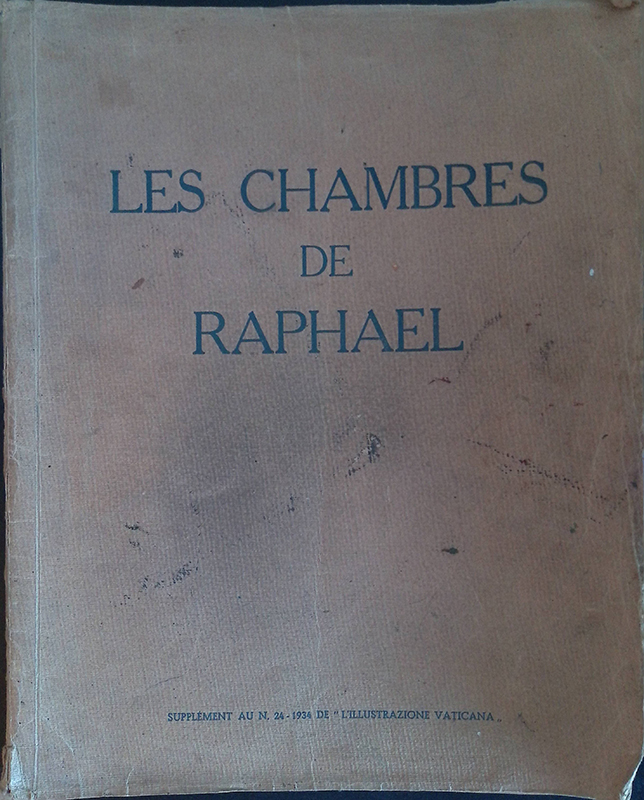 LES CHAMBRES
DE
RAPHAEL
SUPPLÉMENT AU N. 24 - 1934 DE "L'ILLUSTRAZIONE VATICANA„